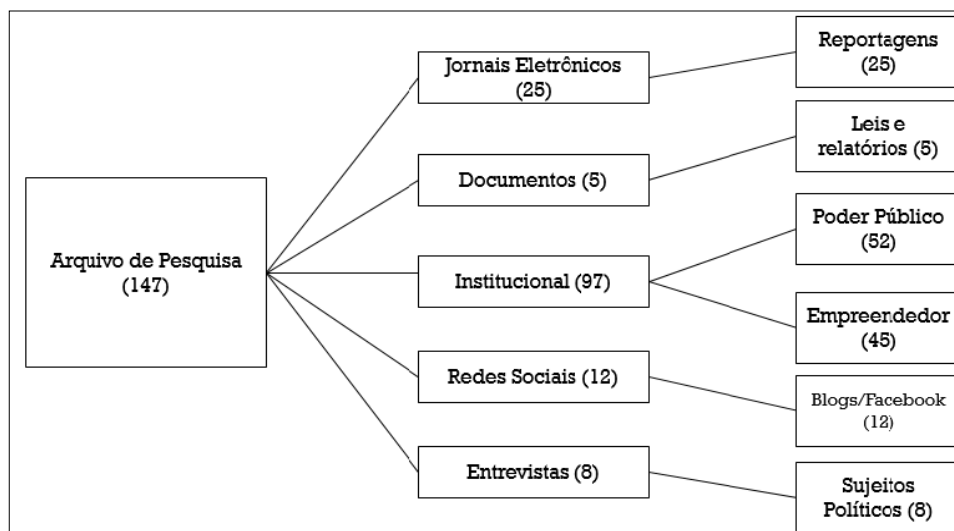 Arquivo de Pesquisa
(147)
Jornais Eletrônicos
(25)
Documentos (5)
Institucional (97)
Redes Sociais (12)
Entrevistas (8)
Reportagens
(25)
Leis e
relatórios (5)
Poder Público
(52)
Empreendedor
(45)
Blogs/Facebook
(12)
Sujeitos
Políticos (8)